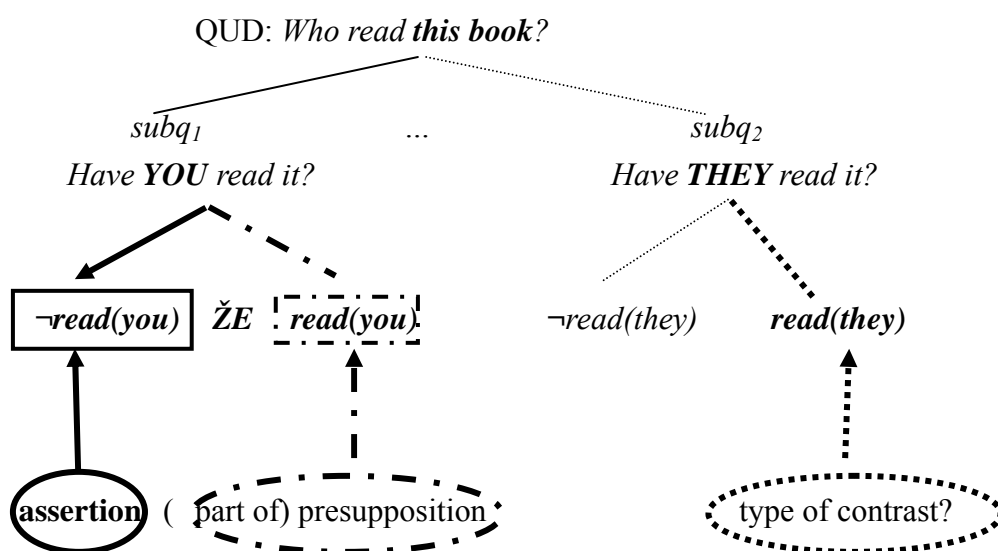 QUD: Who read this book?
subq1 ... subq2
Have YOU read it? Have THEY read it?
¬read(you) ŽE read(you) ¬read(they) read(they)
assertion ( part of) presupposition type of contrast?